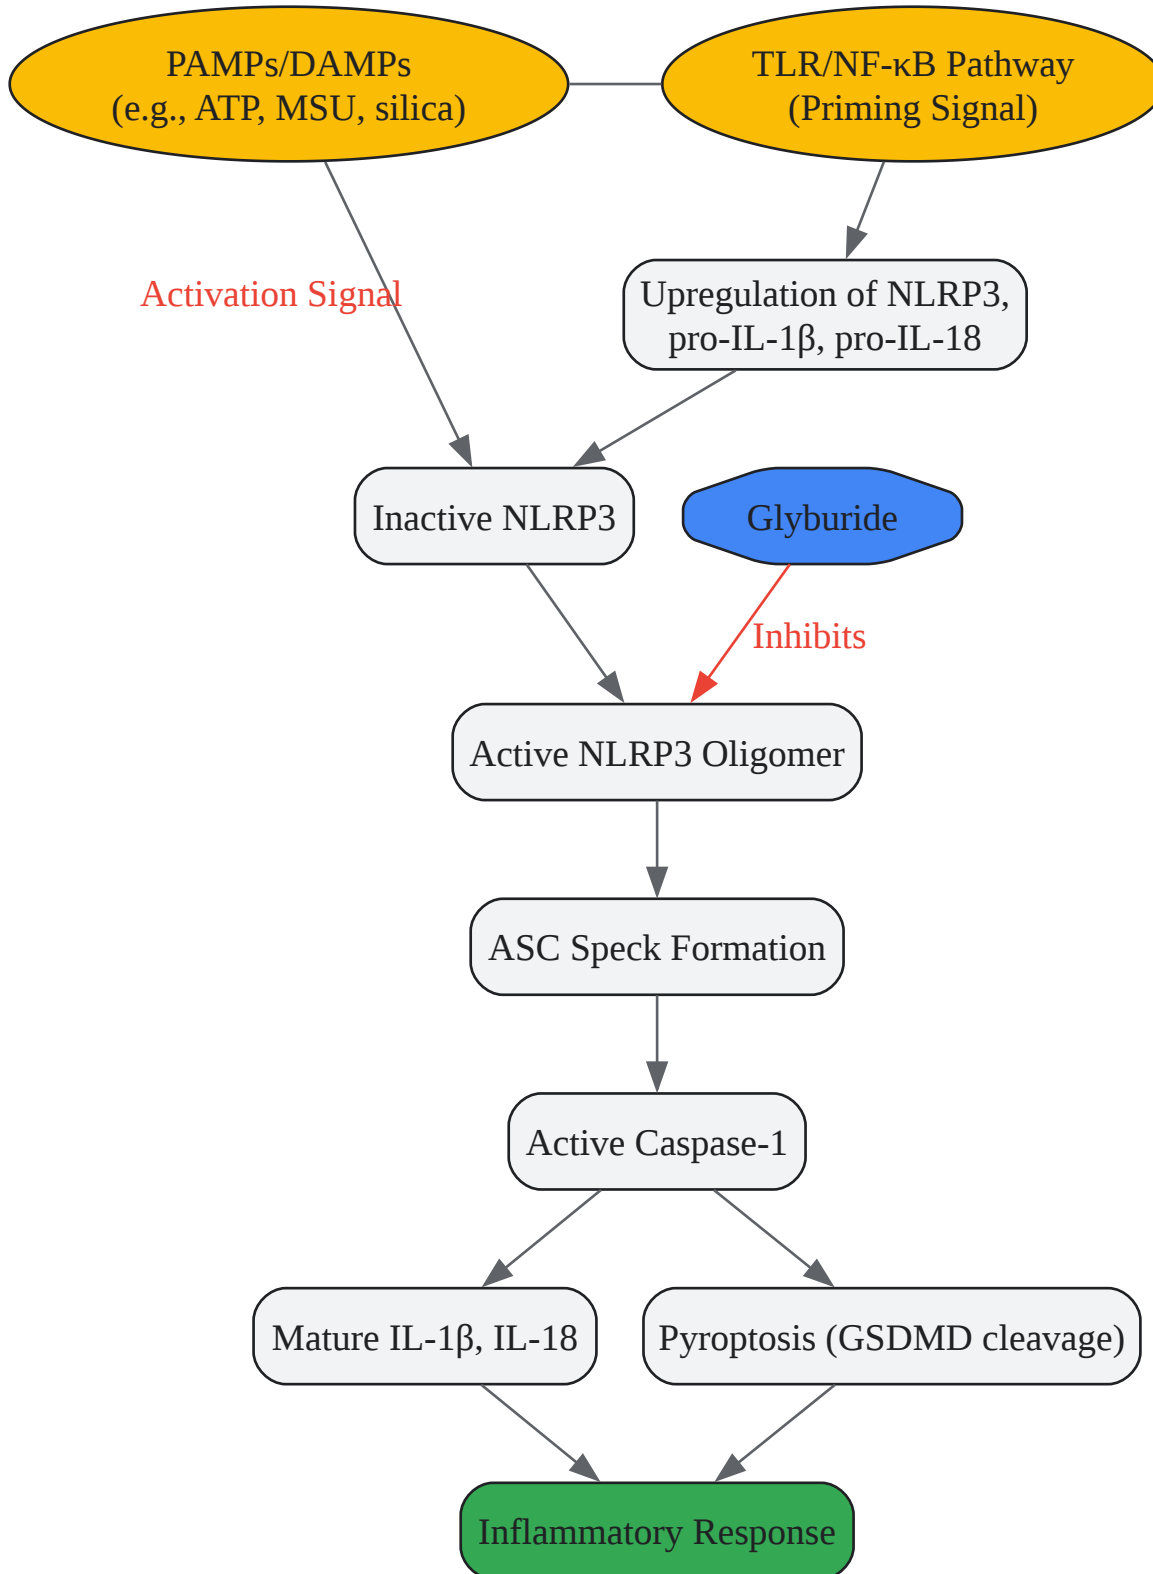 PAMPs/DAMPs
(e.g., ATP, MSU, silica)
TLR/NF-κB Pathway
(Priming Signal)
Activation Signal
Upregulation of NLRP3,
pro-IL-1β, pro-IL-18
Inactive NLRP3
Glyburide
Inhibits
Active NLRP3 Oligomer
ASC Speck Formation
Active Caspase-1
Mature IL-1β, IL-18
Pyroptosis (GSDMD cleavage)
Inflammatory Response